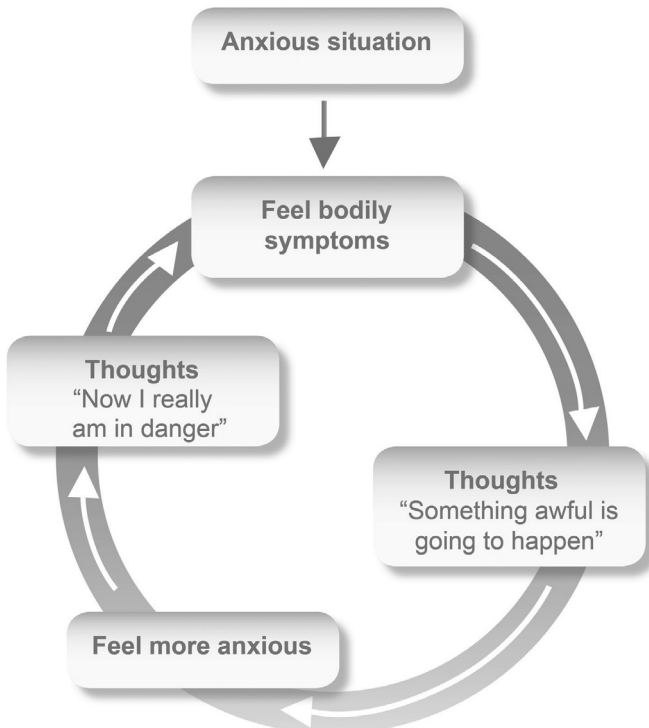 Anxious situation
Feel bodily
symptoms
Thoughts
“Something awful is
going to happen”
Feel more anxious
Thoughts
“Now I really
am in danger”